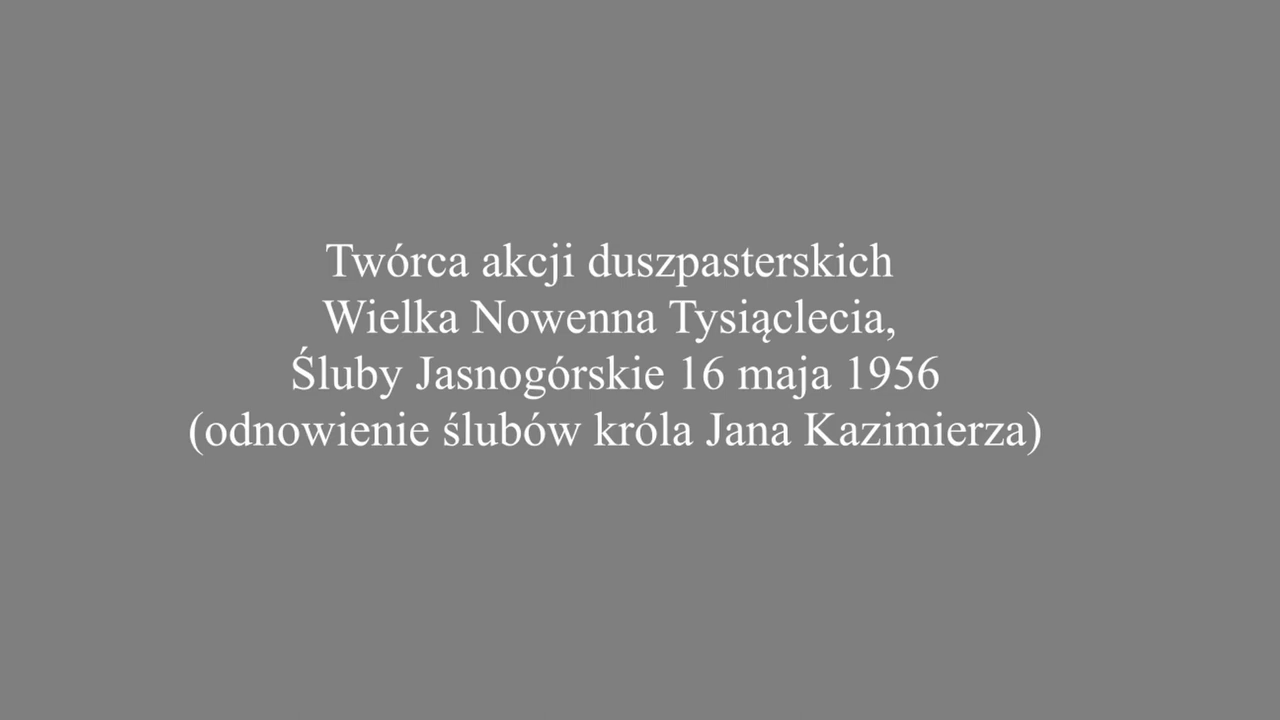 Twórca akcji duszpasterskich
Wielka Nowenna Tysiąclecia,
Śluby Jasnogórskie 16 maja 1956
(odnowienie ślubów króla Jana Kazimierza)